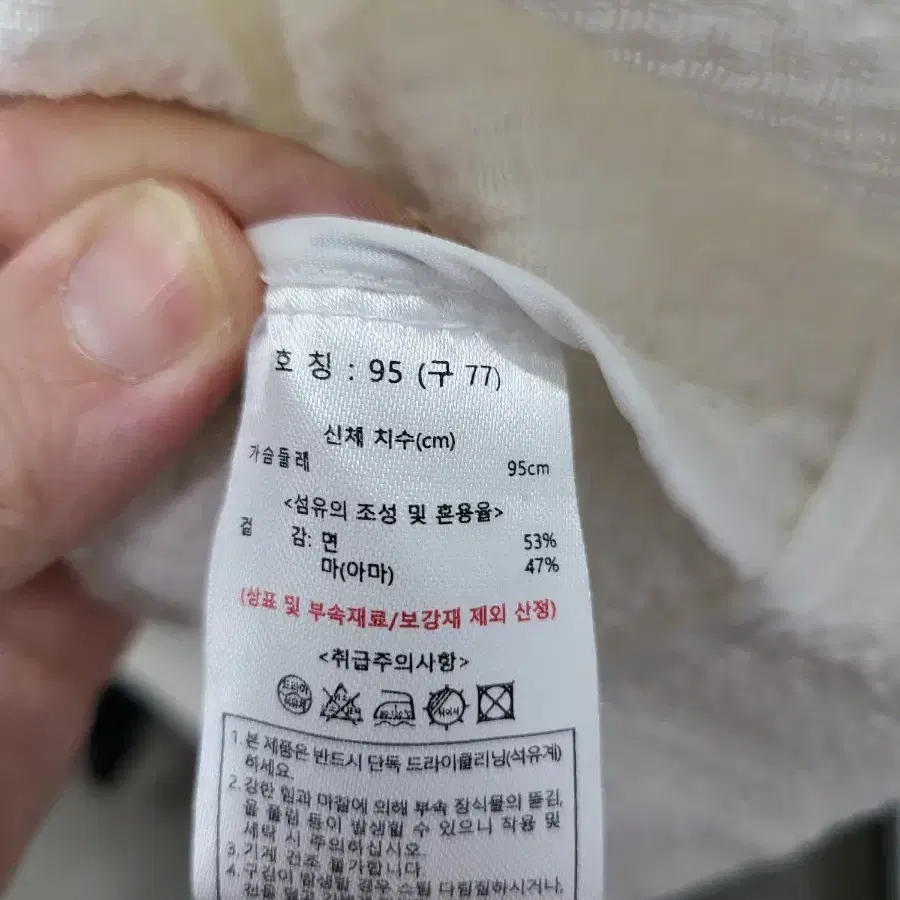 호 칭 : 95 (구 77)
신체 치수(cm)
가슴둘레 95cm
<섬유의 조성 및 혼용율>
겉 감: 면 53%
마(아마) 47%
(상표 및 부속재료/보강재 제외 산정)
<취급주의사항>
드라이
1. 본 제품은 반드시 단독 드라이클리닝(석유계)
하세요.
2. 강한 힘과 마찰에 의해 부속 장식물의 뜯김,
올 풀림 등이 발생될 수 있으니 착용 및
세탁 시 주의하십시오.
3. 기계 건조 불가합니다.
4. 구김이 발생될 경우 스팀 다림질하시거나,